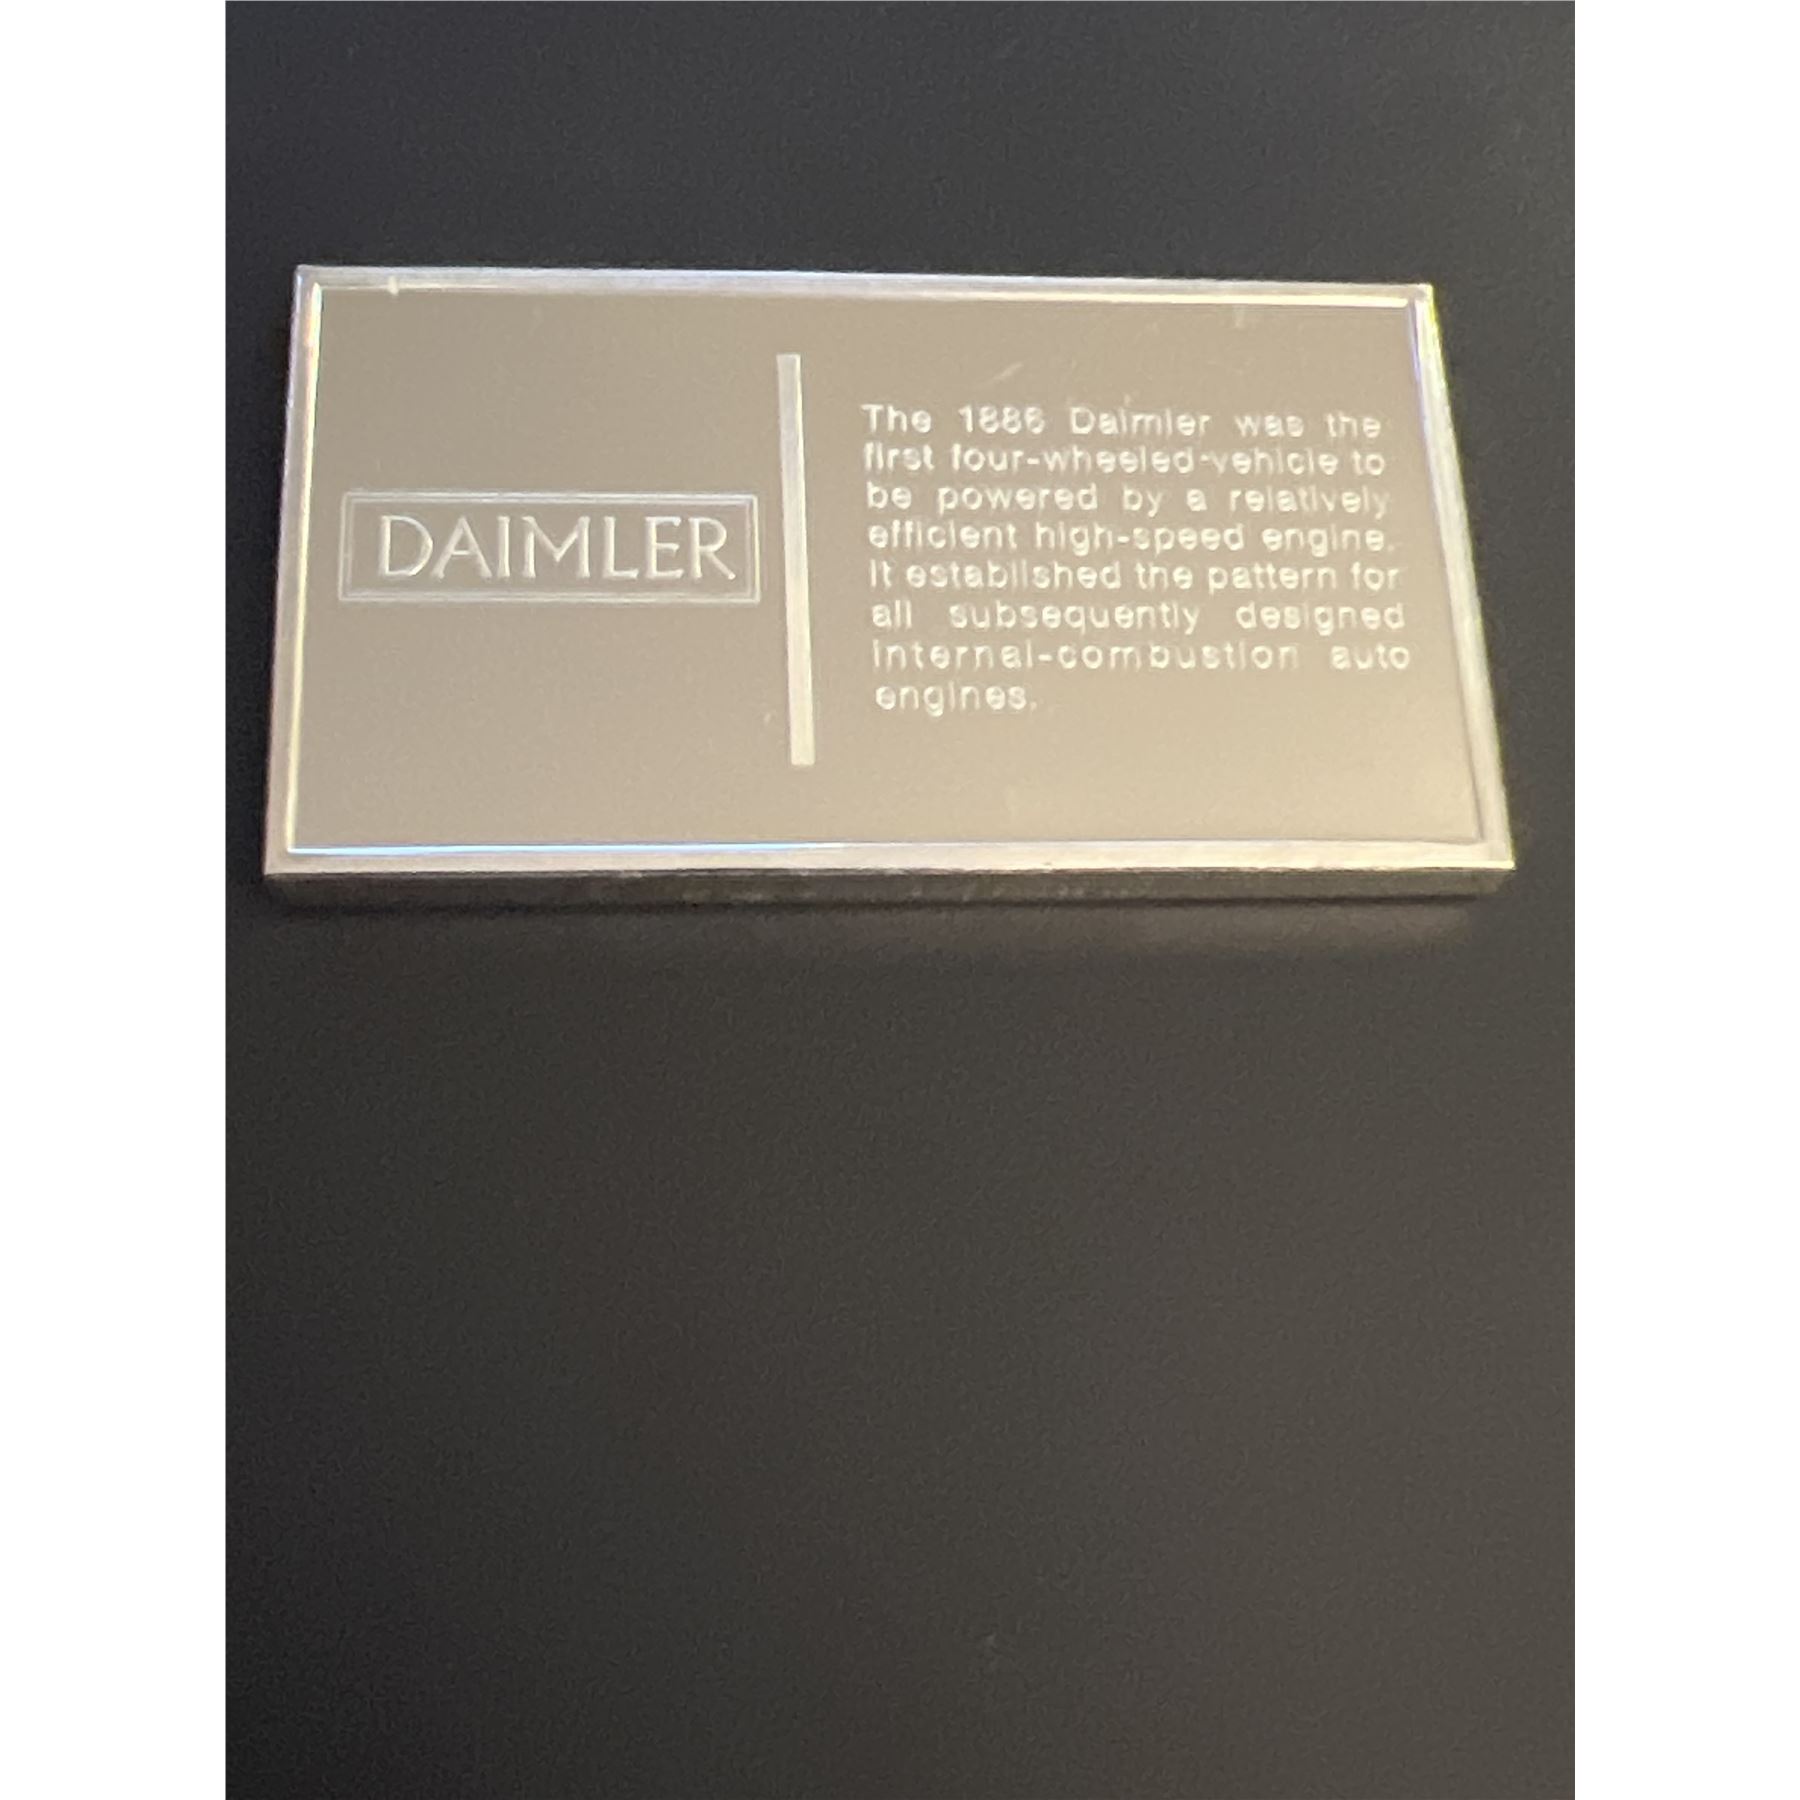 DAIMLER
The 1886 Daimler was the
first four-wheeled-vehicle to
be powered by a relatively
efficient high-speed engine.
It established the pattern for
all subsequently designed
internal-combustion auto
engines.